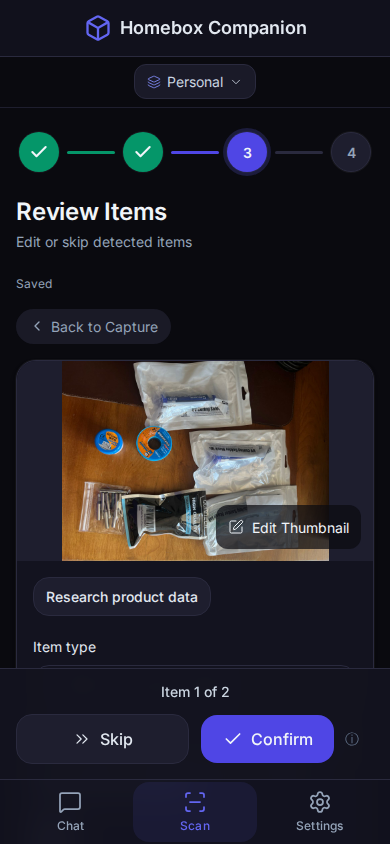 Homebox Companion
Personal
3
4
Review Items
Edit or skip detected items
Saved
Back to Capture
Edit Thumbnail
Research product data
Item type
Item 1 of 2
Skip
Confirm
Chat
Scan
Settings